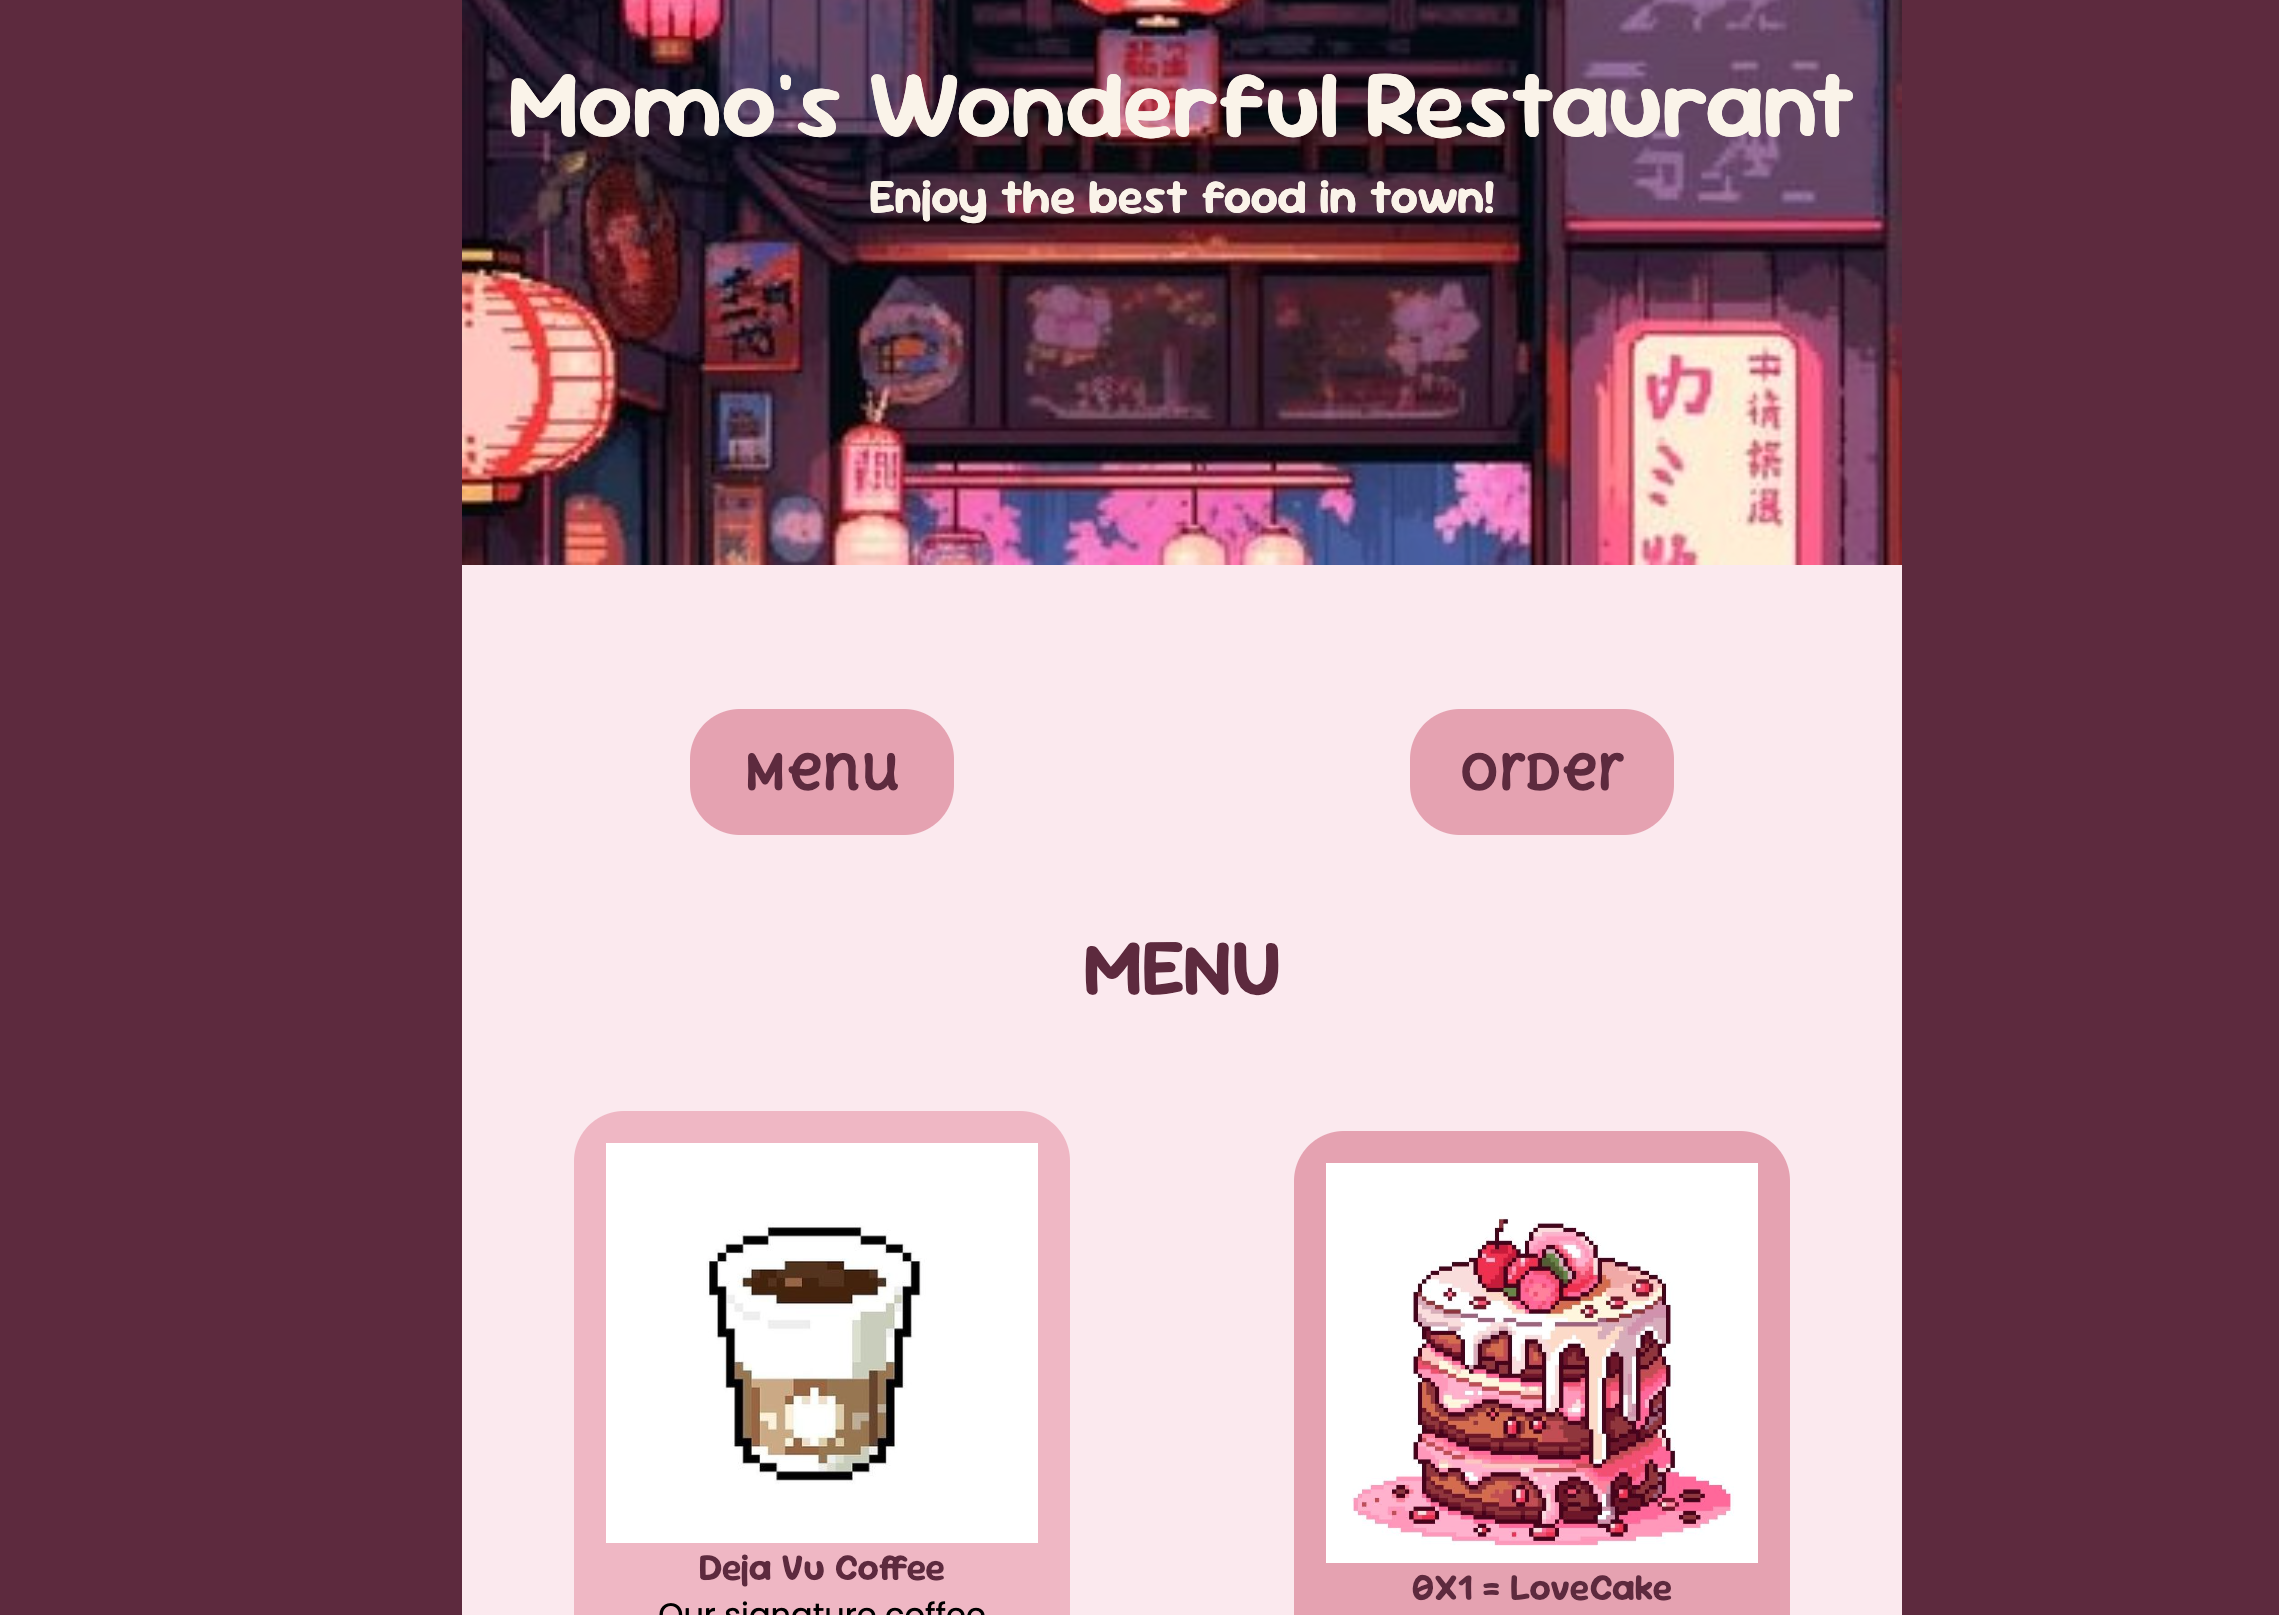 Momo's Wonderful Restaurant
Enjoy the best food in town!
Menu
Order
MENU
Deja Vu Coffee
Our signature coffee
0X1 = LoveCake